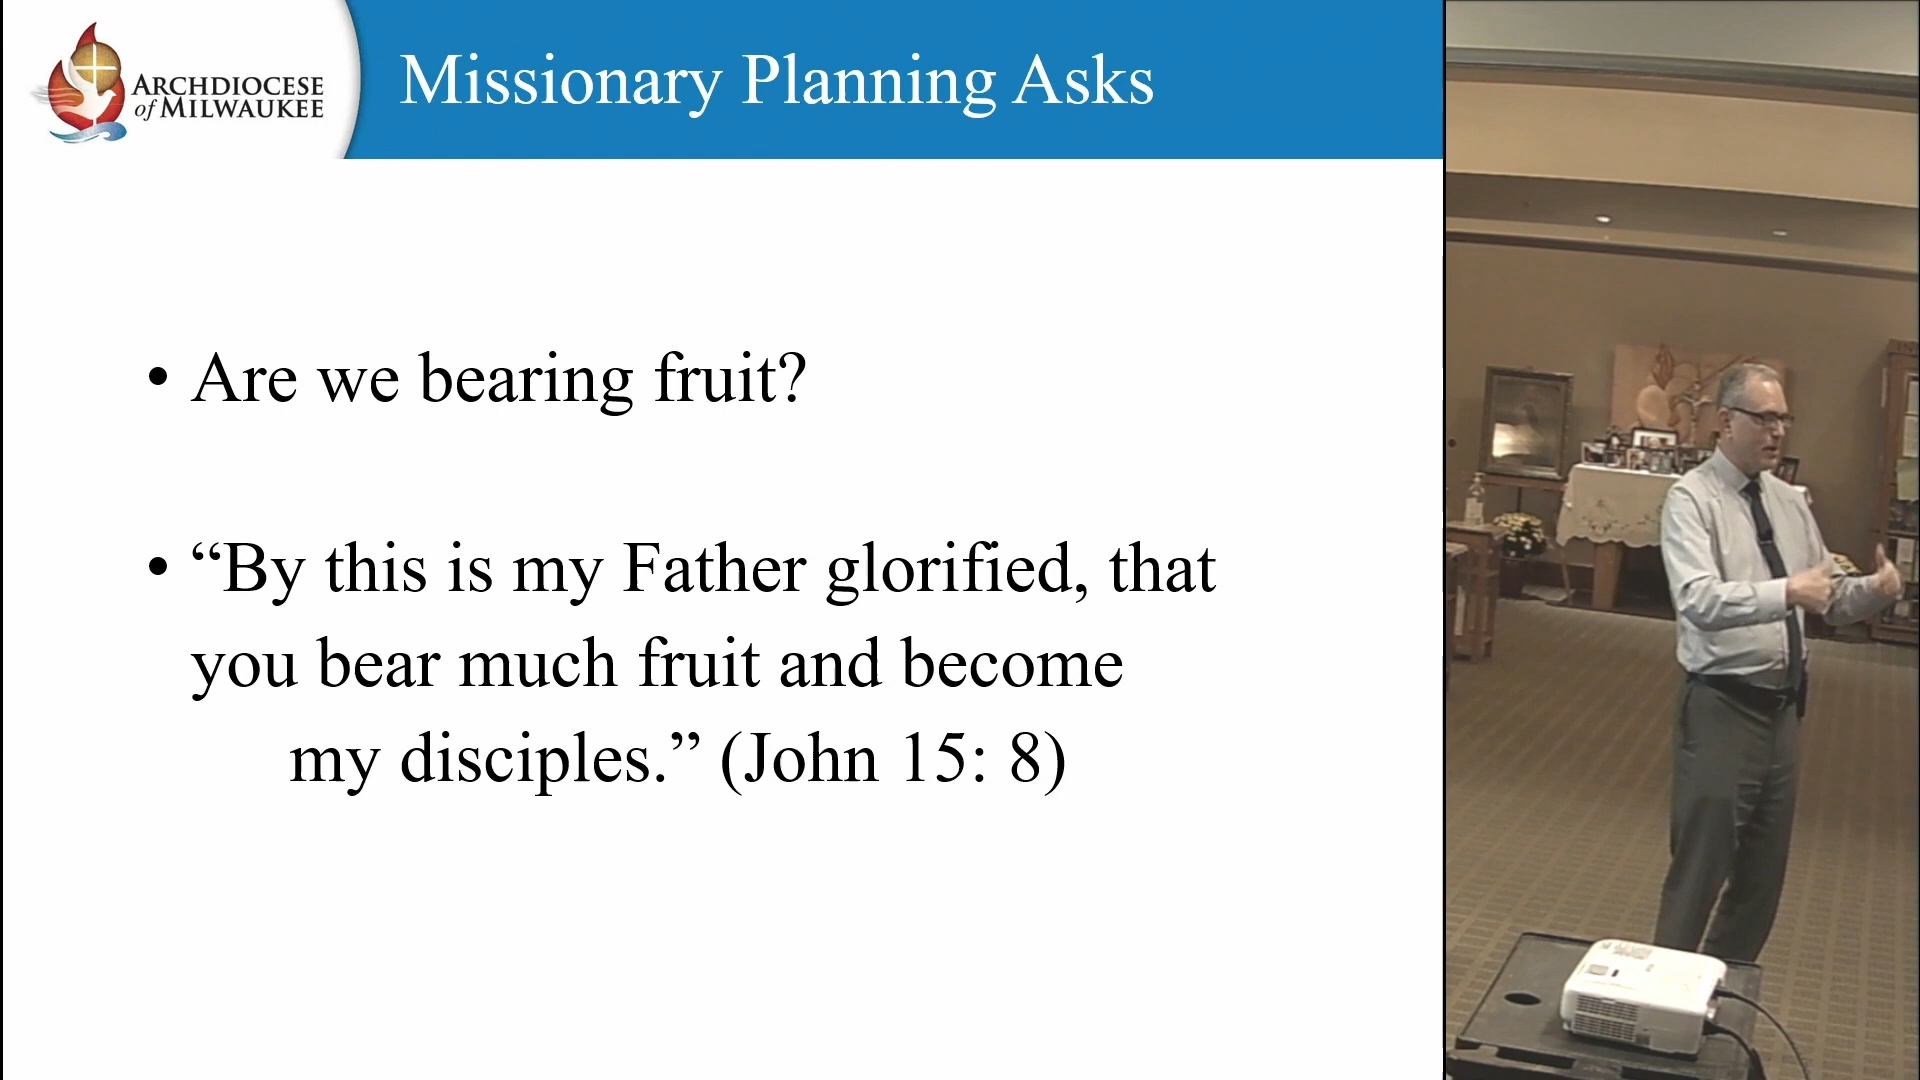 ARCHDIOCESE
of MILWAUKEE
Missionary Planning Asks
• Are we bearing fruit?
• “By this is my Father glorified, that
you bear much fruit and become
my disciples.” (John 15: 8)